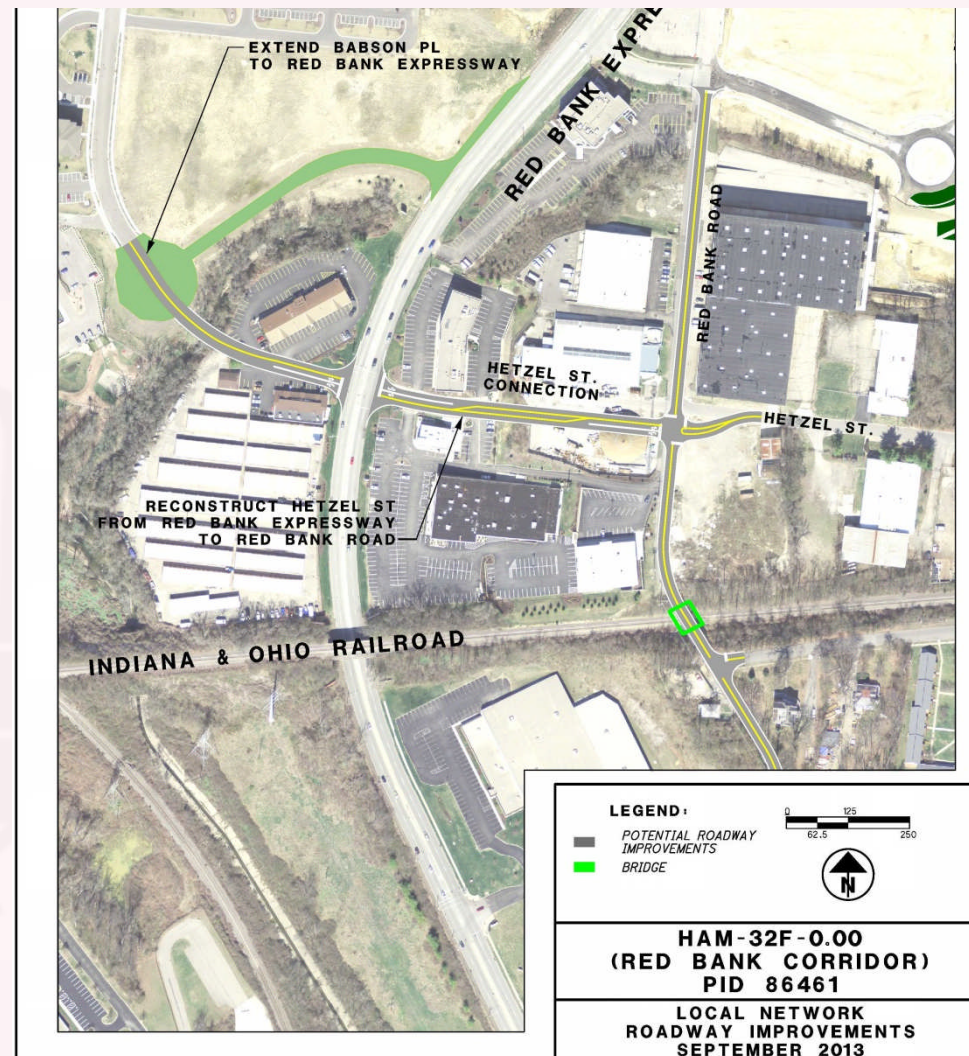 EXTEND BABSON PL
TO RED BANK EXPRESSWAY
RED BANK EXPRE
RED BANK ROAD
HETZEL ST.
CONNECTION
HETZEL ST.
RECONSTRUCT HETZEL ST
FROM RED BANK EXPRESSWAY
TO RED BANK ROAD
INDIANA & OHIO RAILROAD
LEGEND:
POTENTIAL ROADWAY
IMPROVEMENTS
BRIDGE
0 125
62.5 250
N
HAM-32F-0.00
(RED BANK CORRIDOR)
PID 86461
LOCAL NETWORK
ROADWAY IMPROVEMENTS
SEPTEMBER 2013